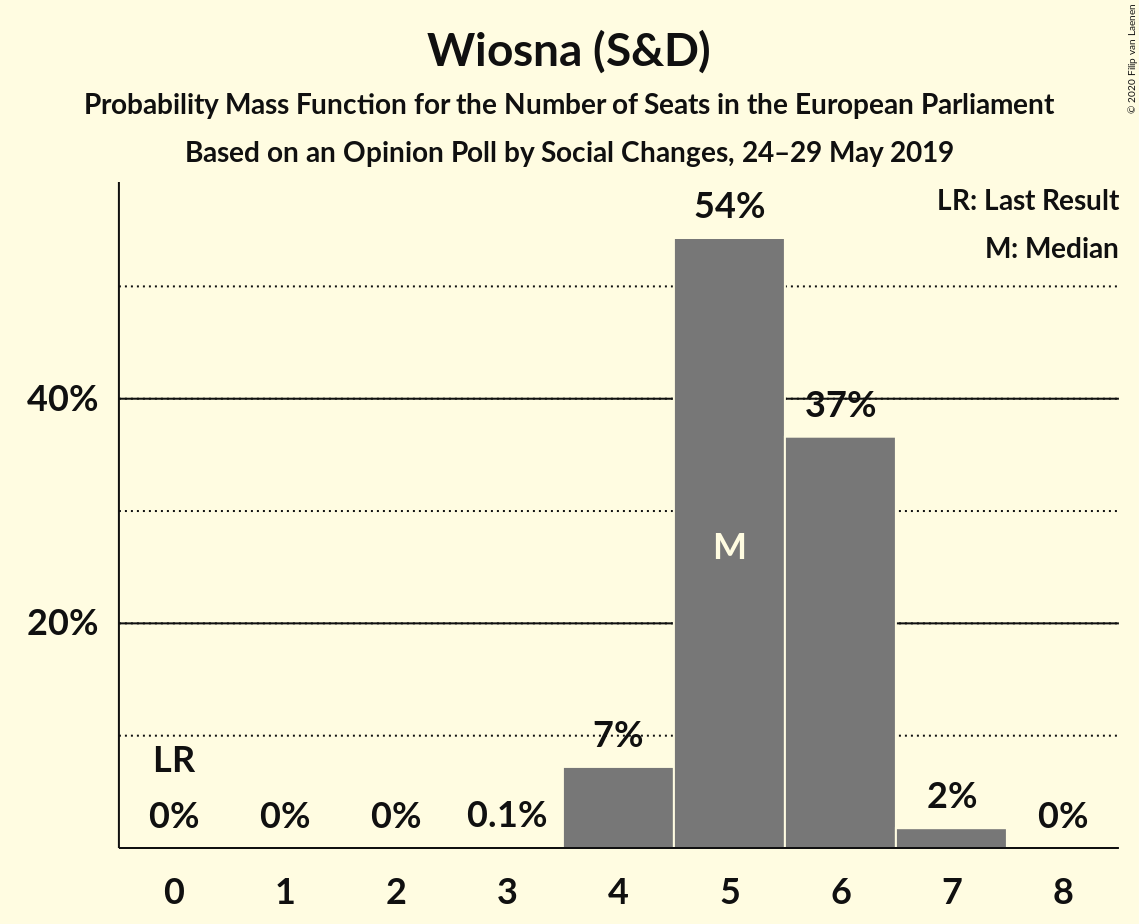 Wiosna (S&D)
Probability Mass Function for the Number of Seats in the European Parliament
Based on an Opinion Poll by Social Changes, 24–29 May 2019
© 2020 Filip van Laenen
LR: Last Result
M: Median
54%
40%
37%
M
20%
7%
LR
2%
0%
0%
0%
0.1%
0%
0
1
2
3
4
5
6
7
8